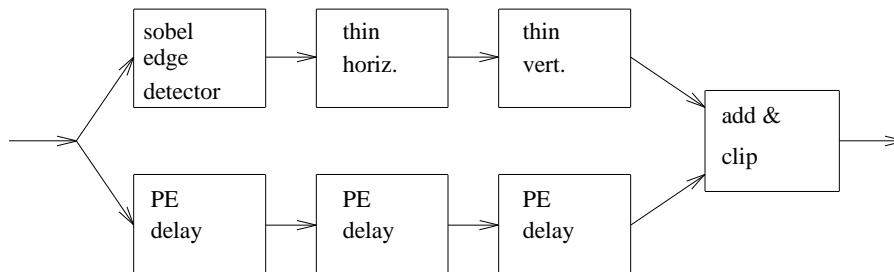 sobel
edge
detector
thin
horiz.
thin
vert.
add &
clip
PE
delay
PE
delay
PE
delay